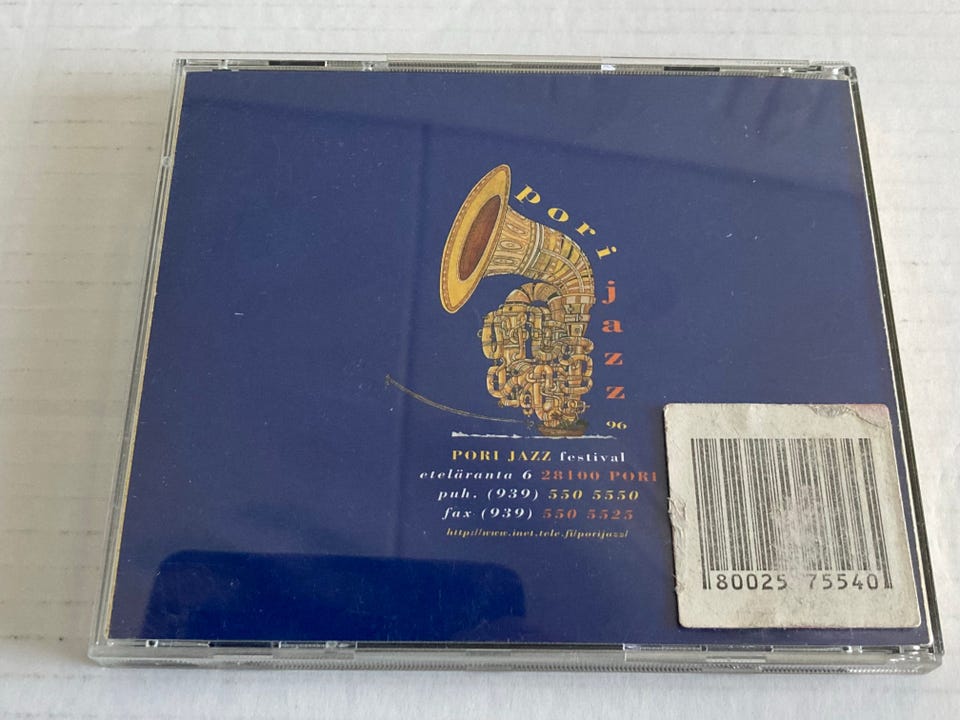 pori
jazz
96
PORI JAZZ festival
eteläranta 6 28100 PORI
puh. (939) 550 5550
fax (939) 550 5525
http://www.inet.tele.fi/porijazz/
80025 75540